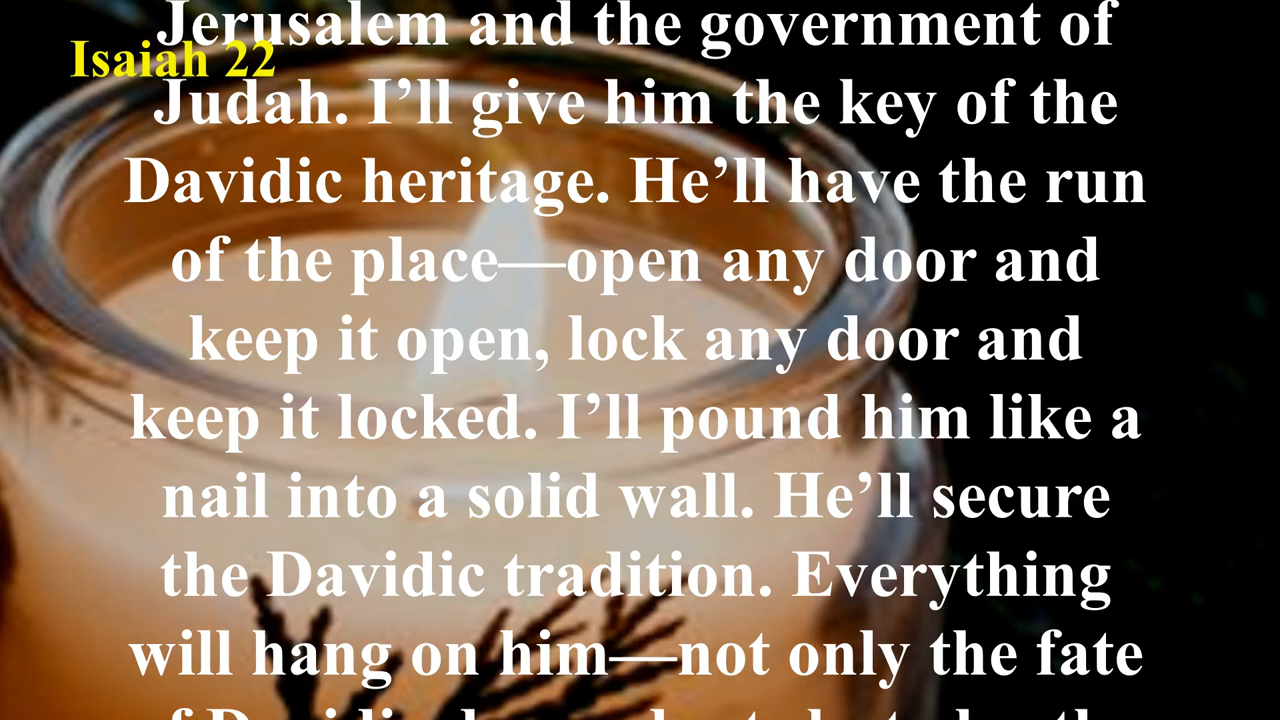 Jerusalem and the government of
Isaiah 22
Judah. I’ll give him the key of the
Davidic heritage. He’ll have the run
of the place—open any door and
keep it open, lock any door and
keep it locked. I’ll pound him like a
nail into a solid wall. He’ll secure
the Davidic tradition. Everything
will hang on him—not only the fate